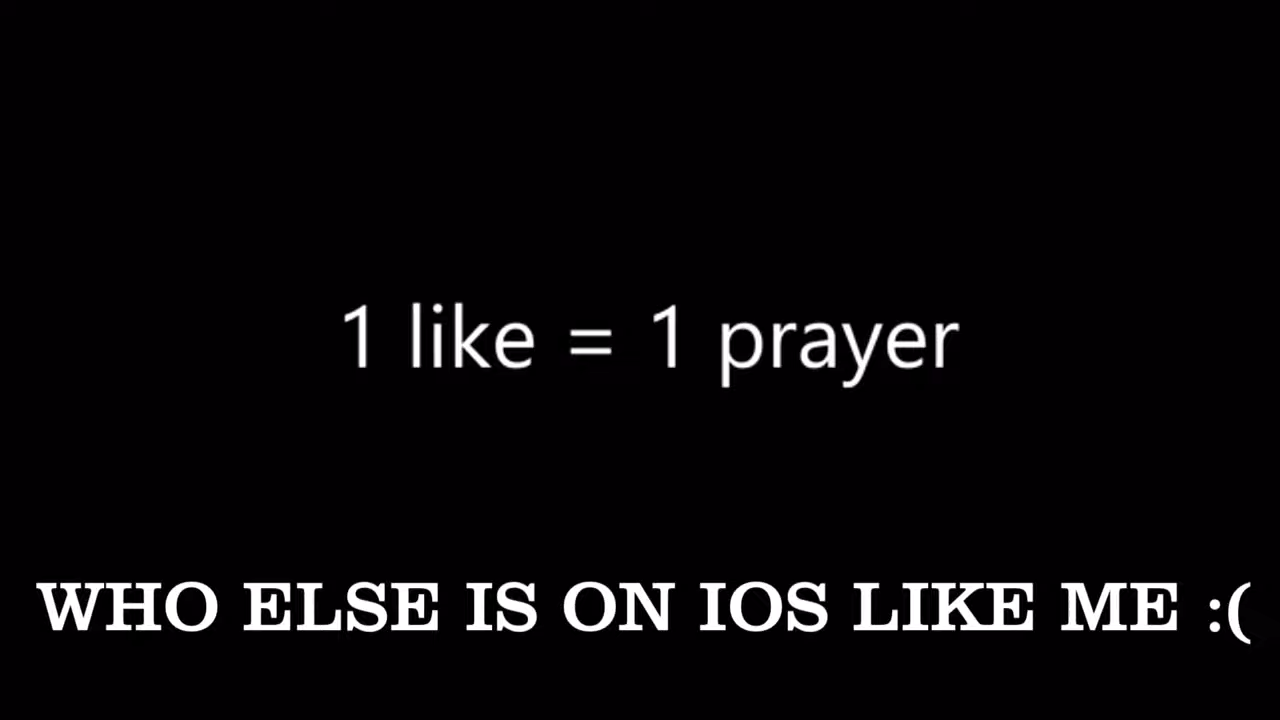 1 like = 1 prayer
WHO ELSE IS ON IOS LIKE ME :(